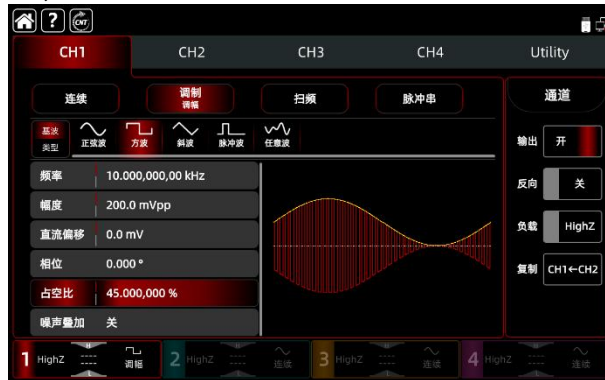 CNT
CH1 CH2 CH3 CH4 Utility
连续 调制 扫频 脉冲串 通道
调幅
基波 类型 正弦波 方波 斜波 脉冲波 任意波
输出 开
频率 10.000,000,00 kHz
反向 关
幅度 200.0 mVpp
直流偏移 0.0 mV
负载 HighZ
相位 0.000 °
复制 CH1←CH2
占空比 45.000,000 %
噪声叠加 关
1 HighZ H ---- L 调幅 2 HighZ H ---- L 连续 3 HighZ H ---- L 连续 4 HighZ H ---- L 连续